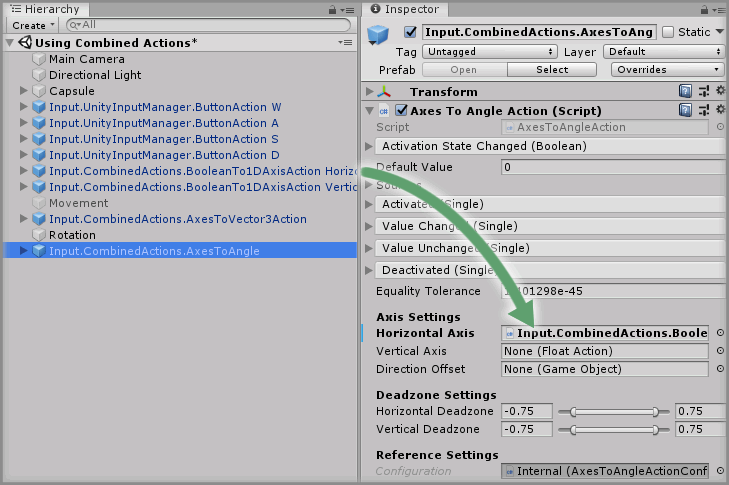 Hierarchy
Create
All
Using Combined Actions*
Main Camera
Directional Light
Capsule
Input.UnityInputManager.ButtonAction W
Input.UnityInputManager.ButtonAction A
Input.UnityInputManager.ButtonAction S
Input.UnityInputManager.ButtonAction D
Input.CombinedActions.BooleanTo1DAxisAction Horizo
Input.CombinedActions.BooleanTo1DAxisAction Vertic
Movement
Input.CombinedActions.AxesToVector3Action
Rotation
Input.CombinedActions.AxesToAngle
Inspector
Input.CombinedActions.AxesToAng
Static
Tag Untagged Layer Default
Prefab Open Select Overrides
Transform
Axes To Angle Action (Script)
Script AxesToAngleAction
Activation State Changed (Boolean)
Default Value 0
Activated (Single)
Value Changed (Single)
Value Unchanged (Single)
Deactivated (Single
Equality Tolerance 01298e-45
Axis Settings
Horizontal Axis Input.CombinedActions.Boole
Vertical Axis None (Float Action)
Direction Offset None (Game Object)
Deadzone Settings
Horizontal Deadzone -0.75 0.75
Vertical Deadzone -0.75 0.75
Reference Settings
Configuration Internal (AxesToAngleActionConf